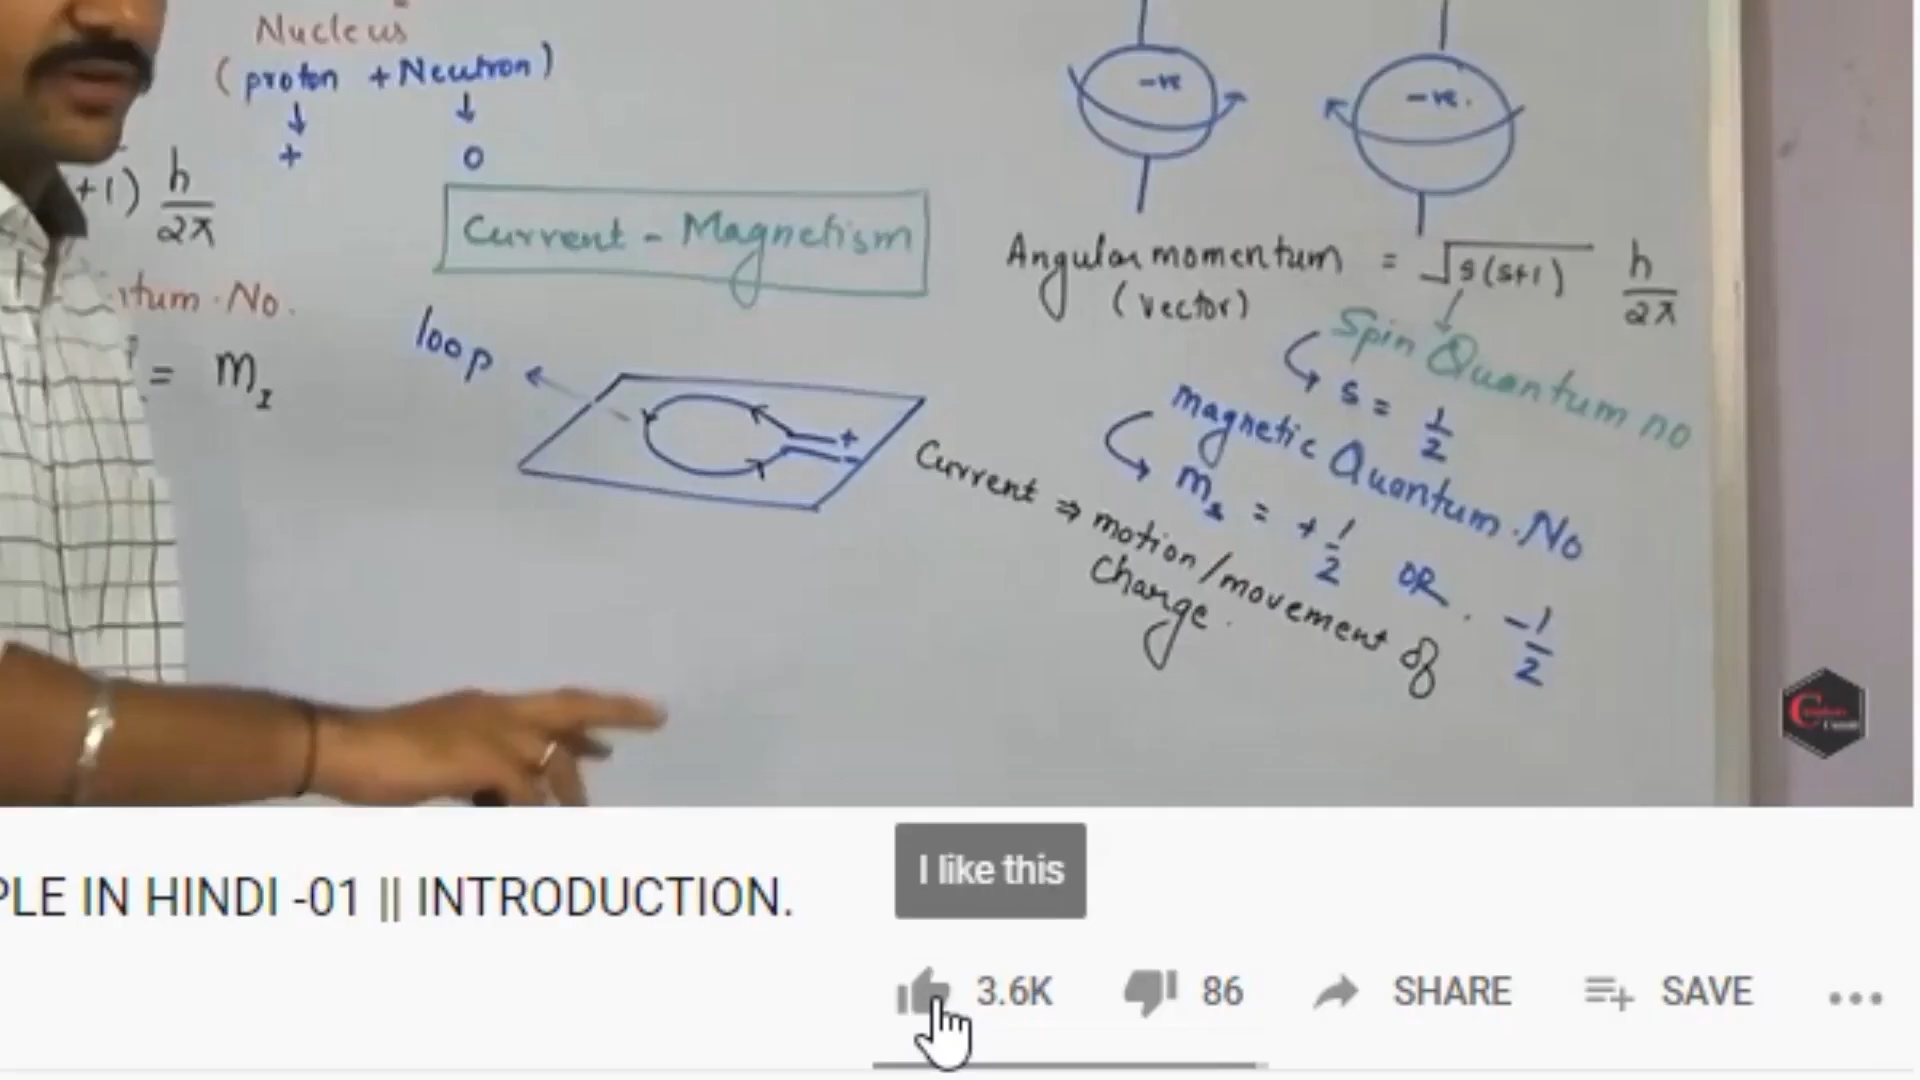 Nucleus
(proton + Neutron)
↓ ↓
+ 0
+1) h/2π
Current - Magnetism
tum. No.
= mI
loop
+
-
-ve
-ve.
Angular momentum = √s(s+1) h/2π
(vector)
Spin Quantum no
s = 1/2
magnetic Quantum. No
ms = +1/2 OR. -1/2
Current ⇒ motion/movement of
Charge.
I like this
PLE IN HINDI -01 || INTRODUCTION.
3.6K 86 SHARE SAVE